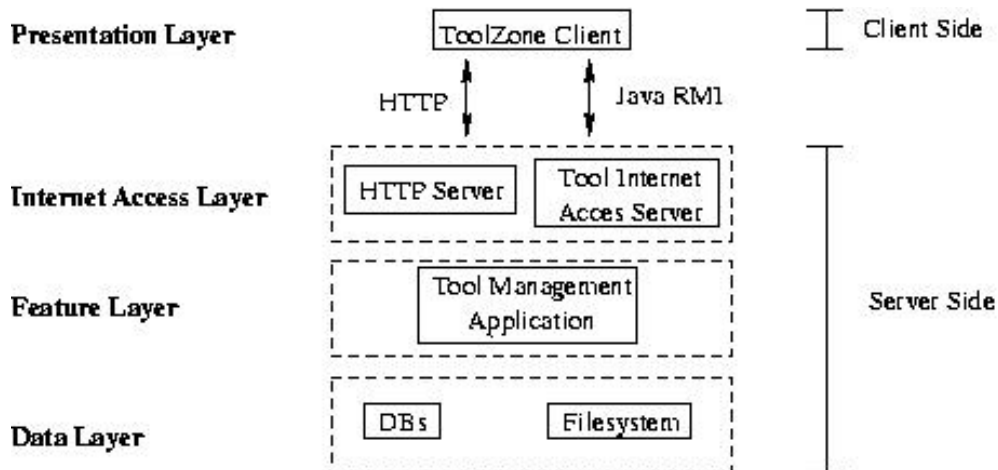 Presentation Layer
ToolZone Client
Client Side
HTTP
Java RMI
Internet Access Layer
HTTP Server
Tool Internet
Acces Server
Feature Layer
Tool Management
Application
Server Side
Data Layer
DBs
Filesystem